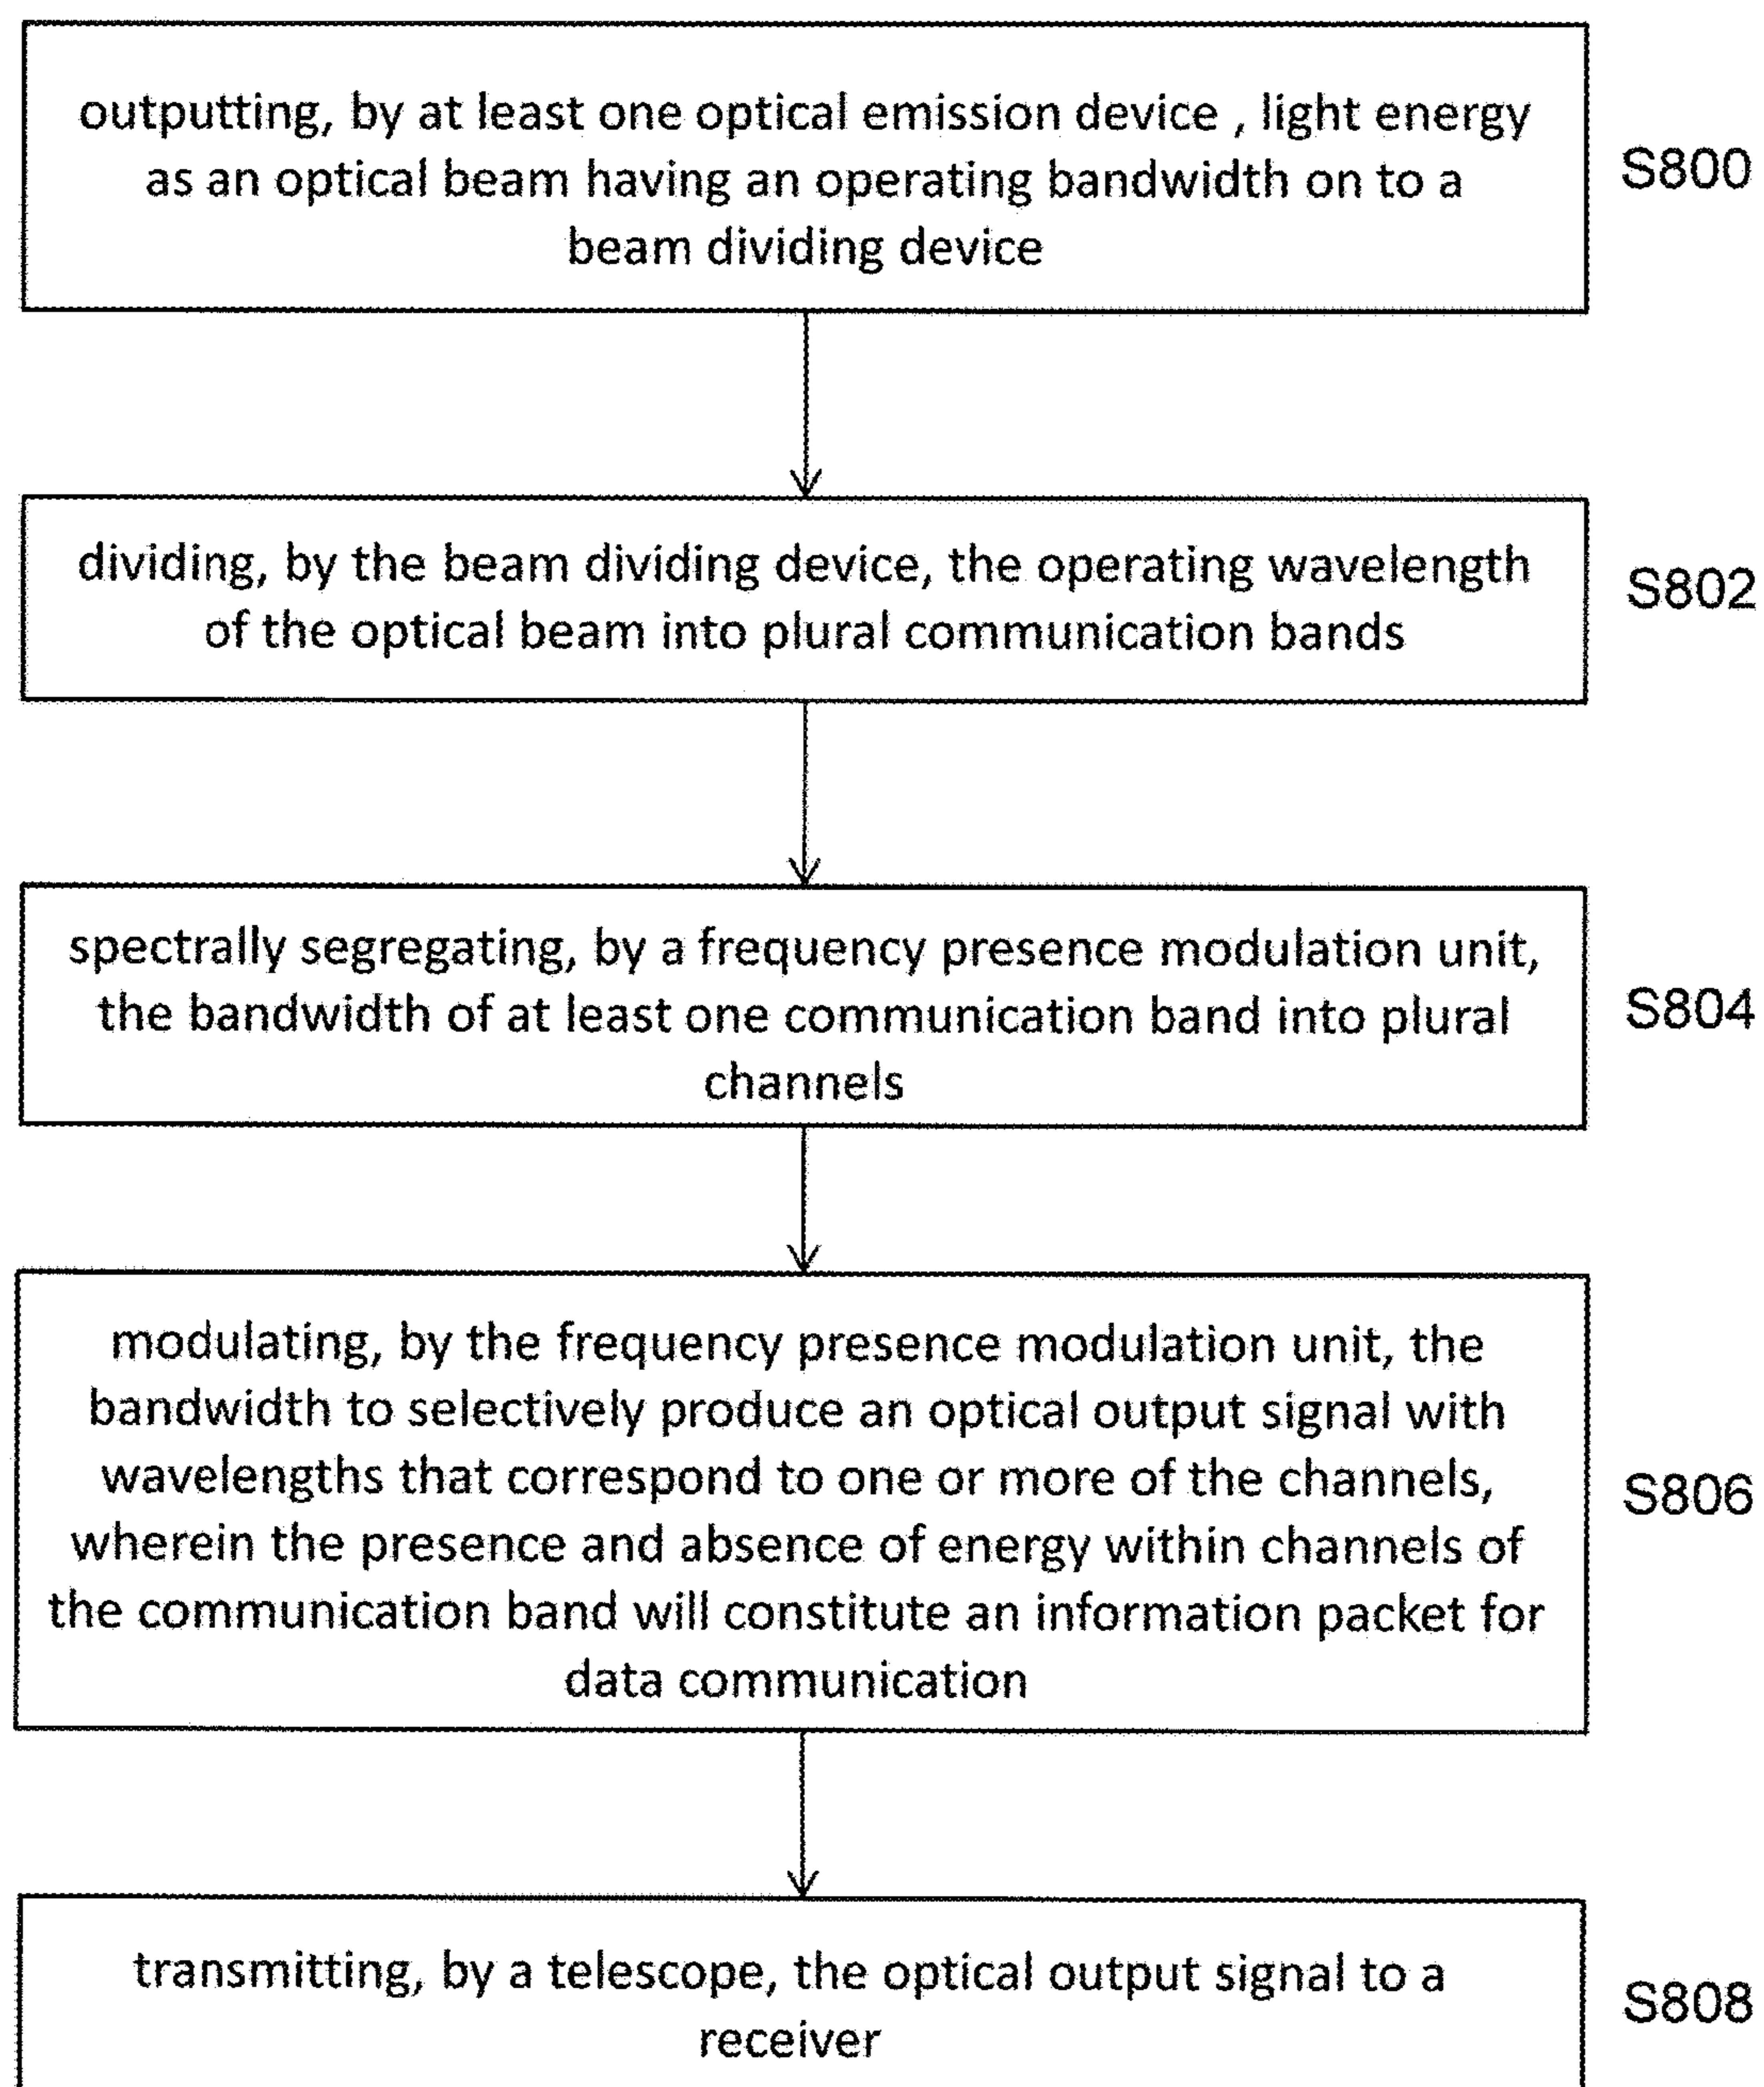 outputting, by at least one optical emission device , light energy
as an optical beam having an operating bandwidth on to a
beam dividing device
S800
dividing, by the beam dividing device, the operating wavelength
of the optical beam into plural communication bands
S802
spectrally segregating, by a frequency presence modulation unit,
the bandwidth of at least one communication band into plural
channels
S804
modulating, by the frequency presence modulation unit, the
bandwidth to selectively produce an optical output signal with
wavelengths that correspond to one or more of the channels,
wherein the presence and absence of energy within channels of
the communication band will constitute an information packet for
data communication
S806
transmitting, by a telescope, the optical output signal to a
receiver
S808